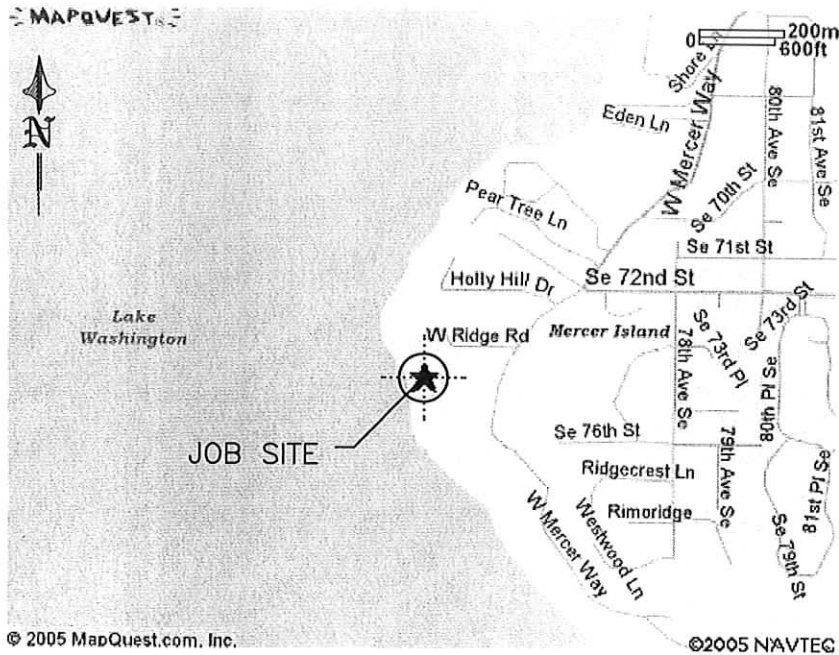 MAPQUEST
0
200m
600ft
N
Shore Ln
W Mercer Way
80th Ave Se
81st Ave Se
Eden Ln
Se 70th St
Pear Tree Ln
Se 71st St
Holly Hill Dr
Se 72nd St
Lake
Washington
W Ridge Rd
Mercer Island
Se 73rd St
Se 73rd Pl
78th Ave Se
80th Pl Se
JOB SITE
Se 76th St
79th Ave Se
Ridgecrest Ln
81st Pl Se
Rimoridge
W Mercer Way
Westwood Ln
Se 79th St
© 2005 MapQuest.com, Inc.
©2005 NAVTEQ